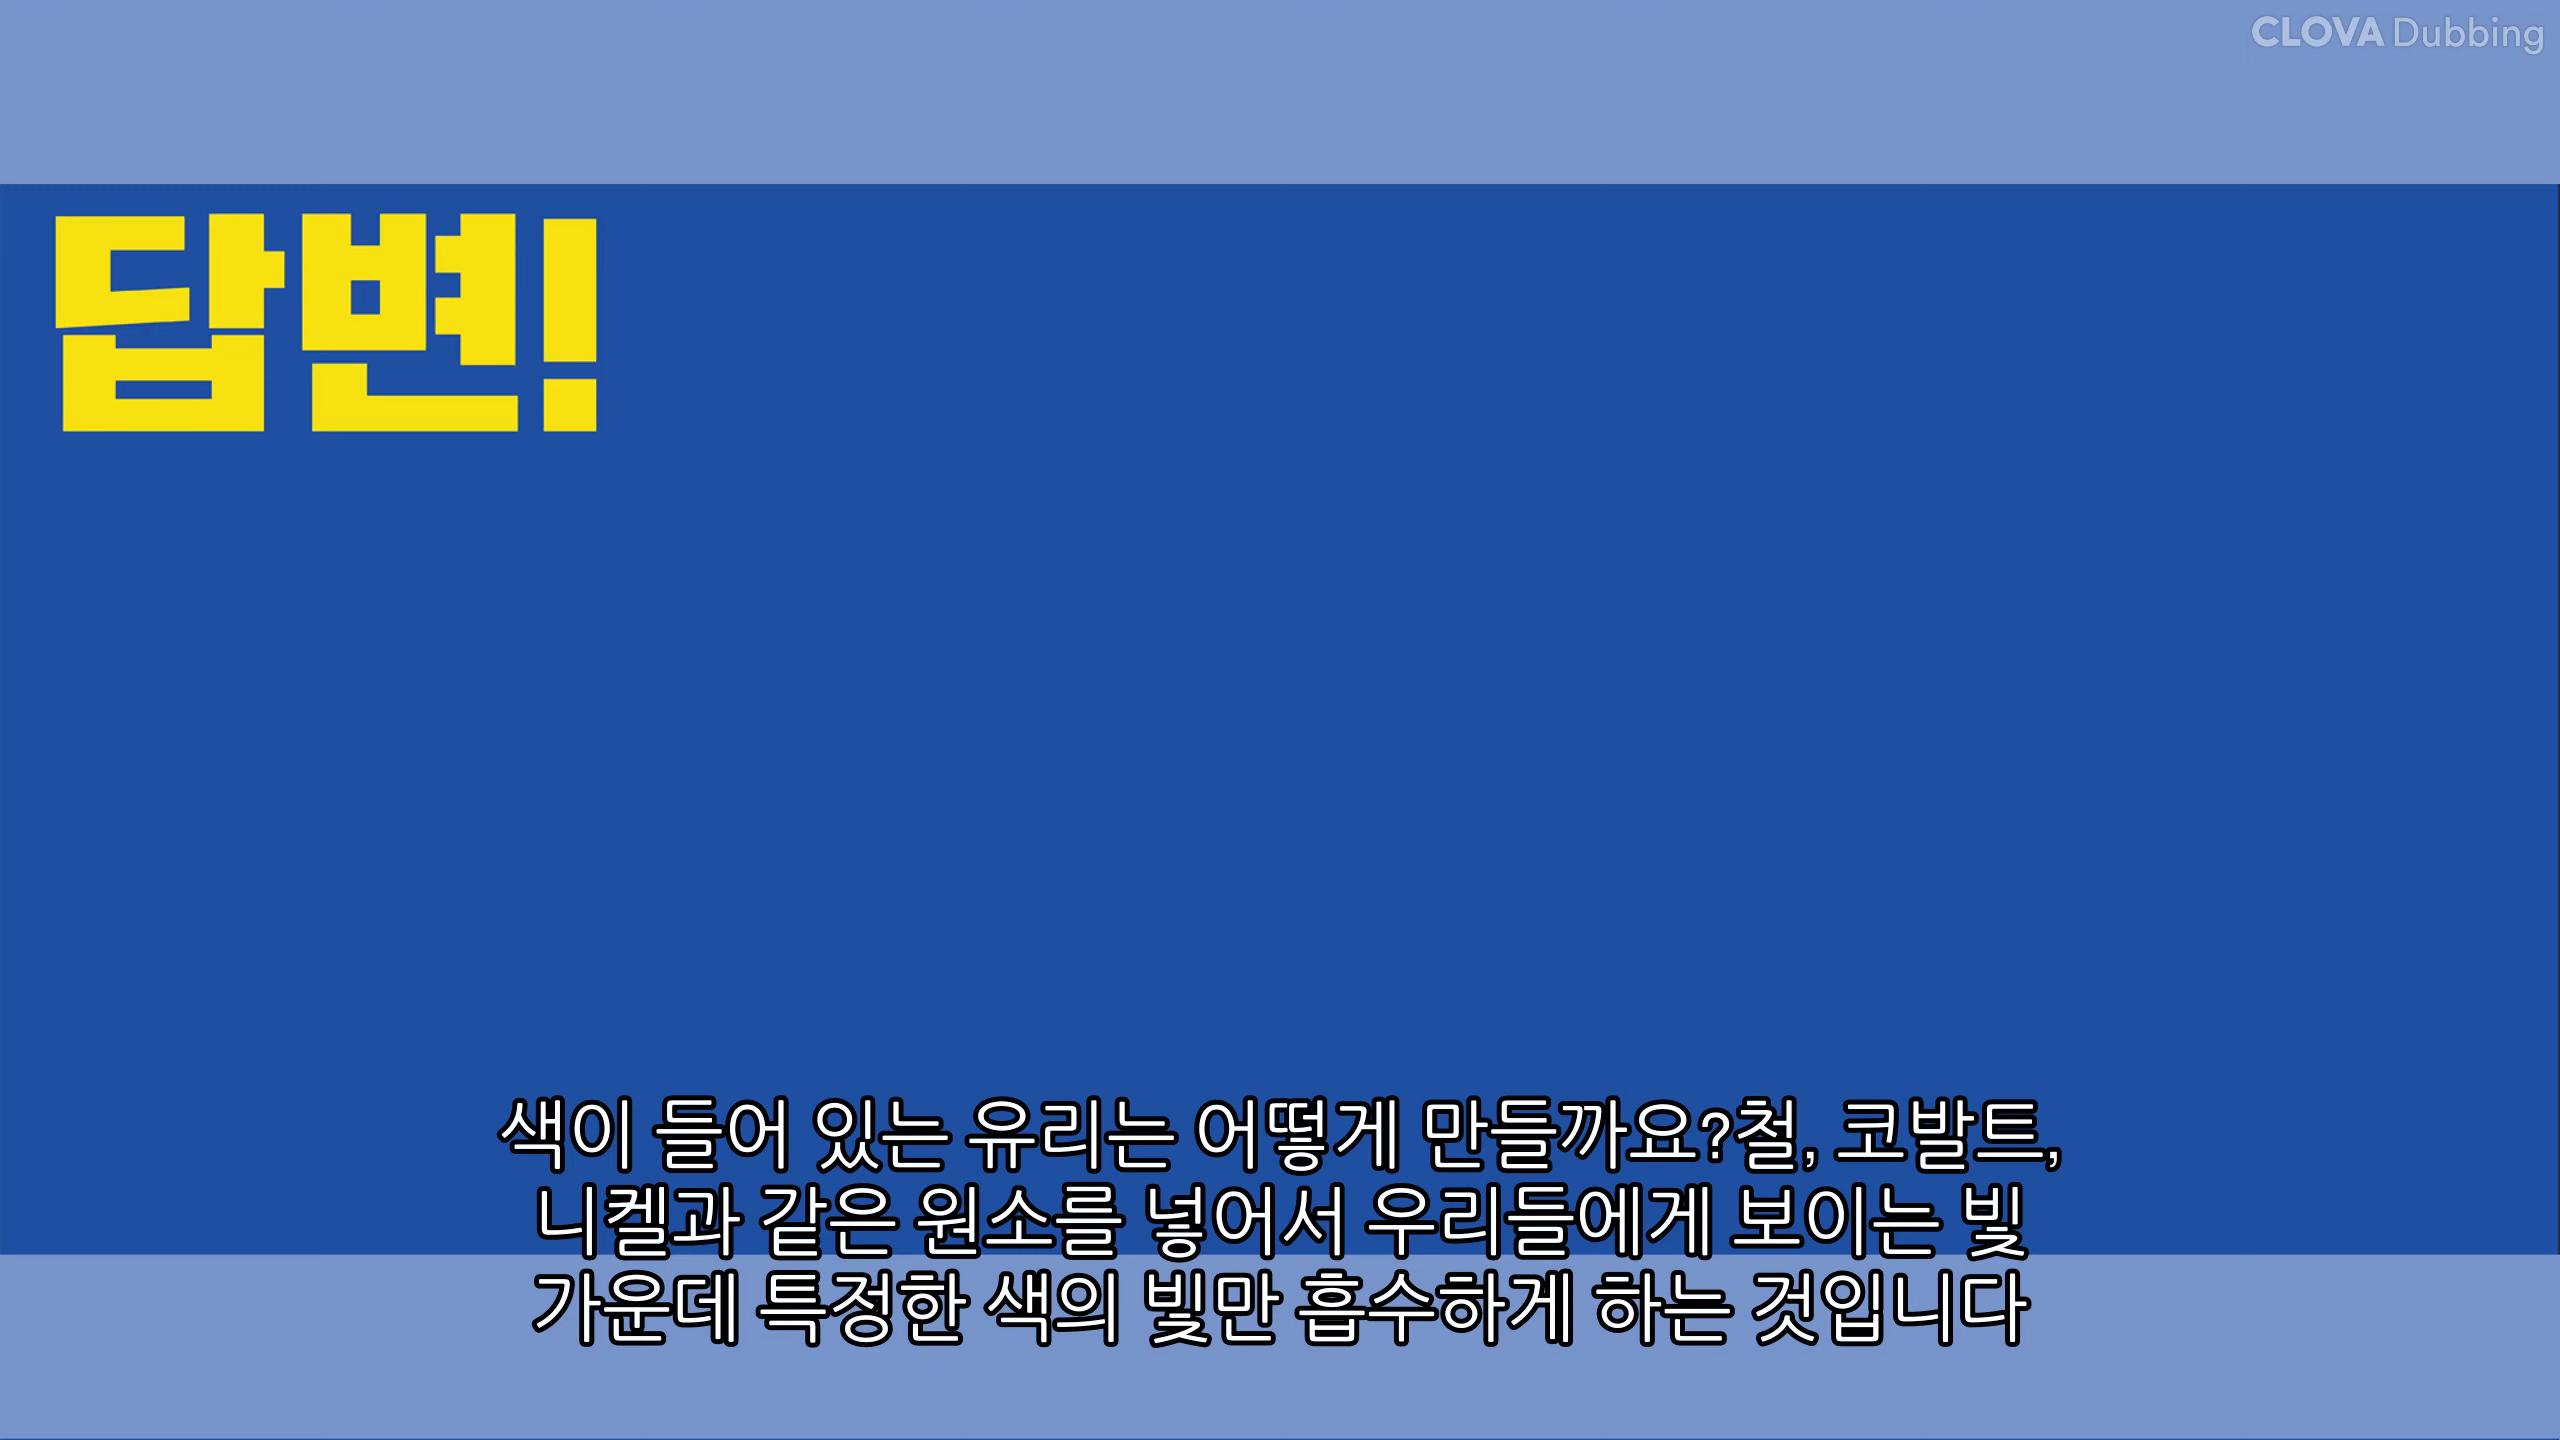 CLOVA Dubbing
답변!
색이 들어 있는 유리는 어떻게 만들까요?철, 코발트,
니켈과 같은 원소를 넣어서 우리들에게 보이는 빛
가운데 특정한 색의 빛만 흡수하게 하는 것입니다